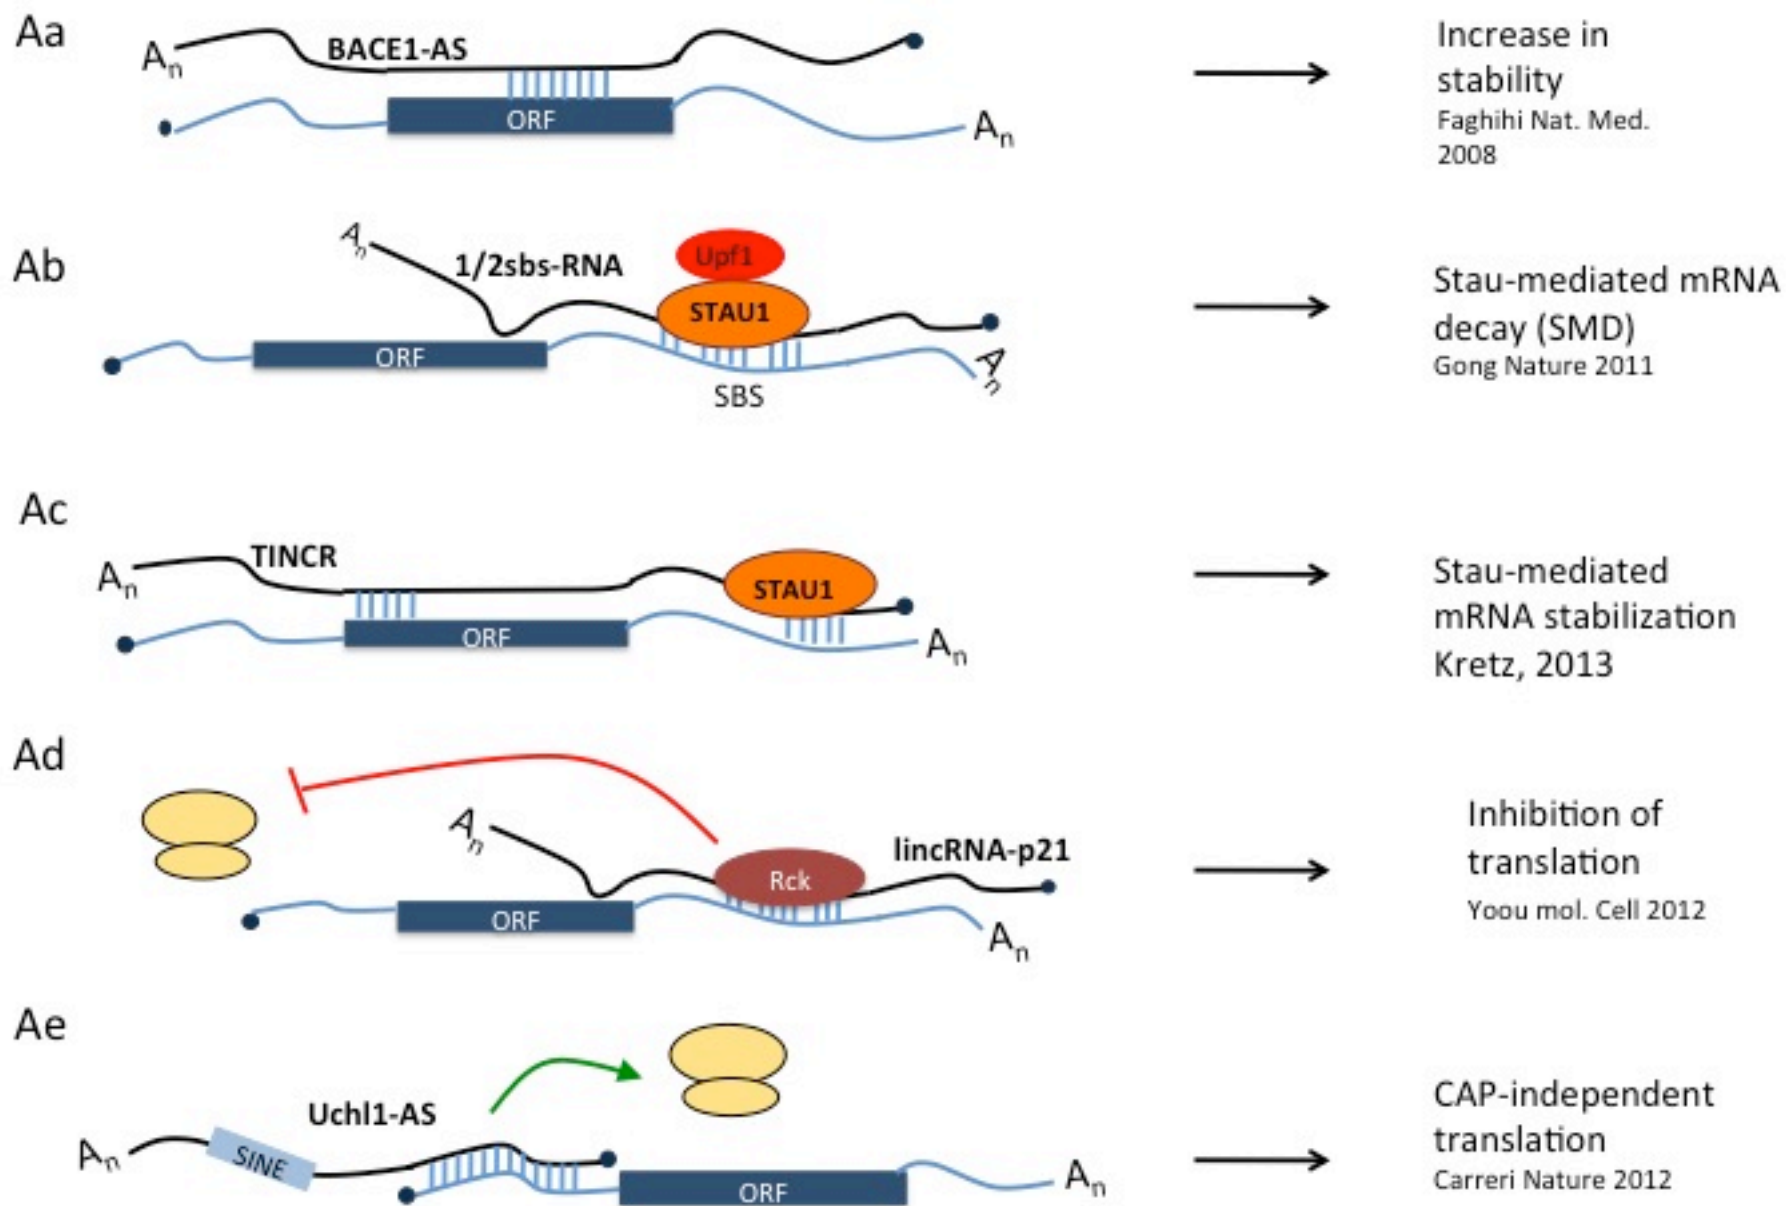 Aa
An
BACE1-AS
ORF
An
Increase in
stability
Faghihi Nat. Med.
2008
Ab
An
1/2sbs-RNA
Upf1
STAU1
ORF
SBS
An
Stau-mediated mRNA
decay (SMD)
Gong Nature 2011
Ac
An
TINCR
STAU1
ORF
An
Stau-mediated
mRNA stabilization
Kretz, 2013
Ad
An
Rck
lincRNA-p21
ORF
An
Inhibition of
translation
Yoou mol. Cell 2012
Ae
An
SINE
Uchl1-AS
ORF
An
CAP-independent
translation
Carreri Nature 2012